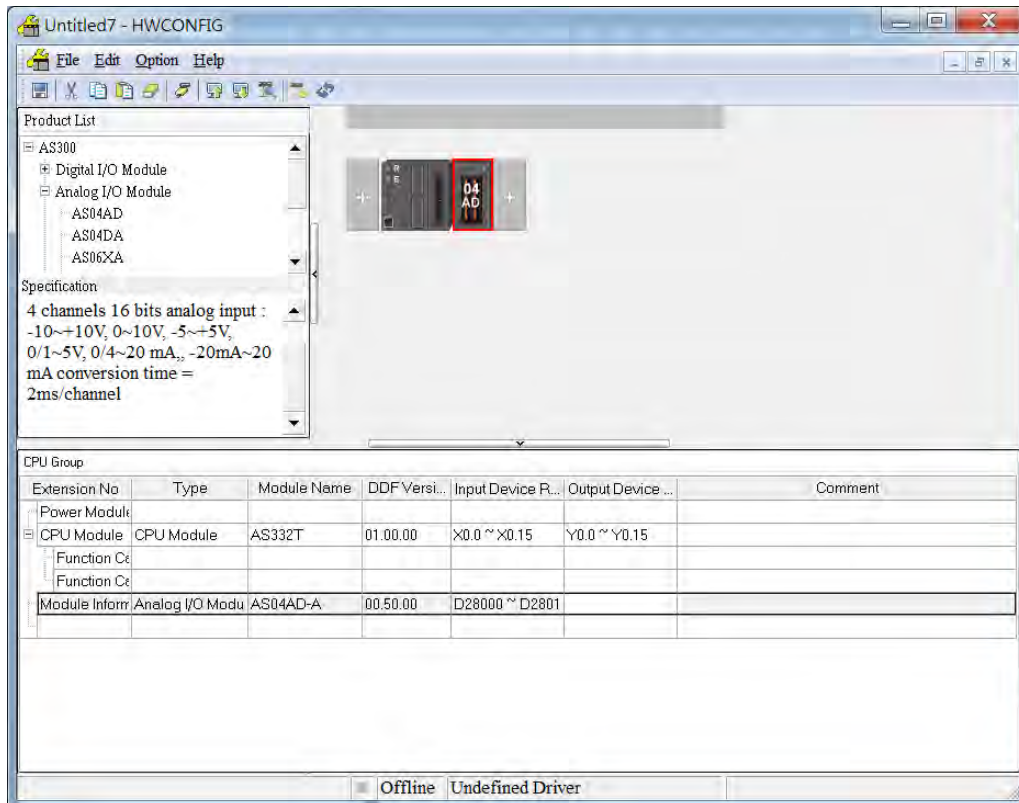 Untitled7 - HWCONFIG
File Edit Option Help
Product List
AS300
Digital I/O Module
Analog I/O Module
AS04AD
AS04DA
AS06XA
Specification
4 channels 16 bits analog input :
-10~+10V, 0~10V, -5~+5V,
0/1~5V, 0/4~20 mA,, -20mA~20
mA conversion time =
2ms/channel
R
E
04
AD
CPU Group
Extension No Type Module Name DDF Versi... Input Device R... Output Device ... Comment
Power Module
CPU Module CPU Module AS332T 01.00.00 X0.0 ~ X0.15 Y0.0 ~ Y0.15
Function Ca
Function Ca
Module Inform Analog I/O Modu AS04AD-A 00.50.00 D28000 ~ D2801
Offline Undefined Driver